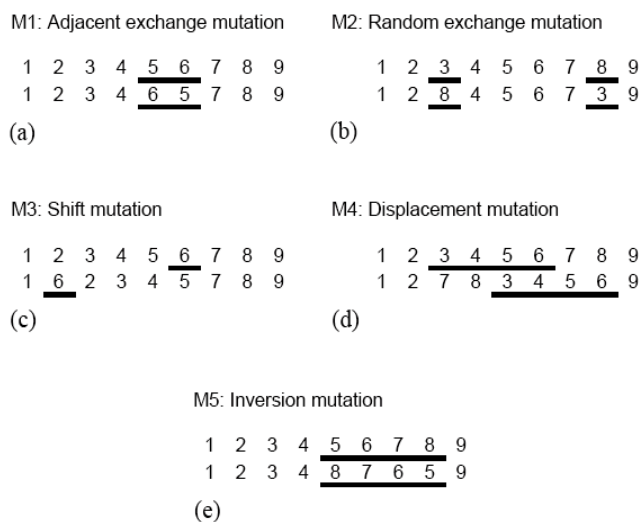 M1: Adjacent exchange mutation
1 2 3 4 5 6 7 8 9
1 2 3 4 6 5 7 8 9
(a)
M2: Random exchange mutation
1 2 3 4 5 6 7 8 9
1 2 8 4 5 6 7 3 9
(b)
M3: Shift mutation
1 2 3 4 5 6 7 8 9
1 6 2 3 4 5 7 8 9
(c)
M4: Displacement mutation
1 2 3 4 5 6 7 8 9
1 2 7 8 3 4 5 6 9
(d)
M5: Inversion mutation
1 2 3 4 5 6 7 8 9
1 2 3 4 8 7 6 5 9
(e)